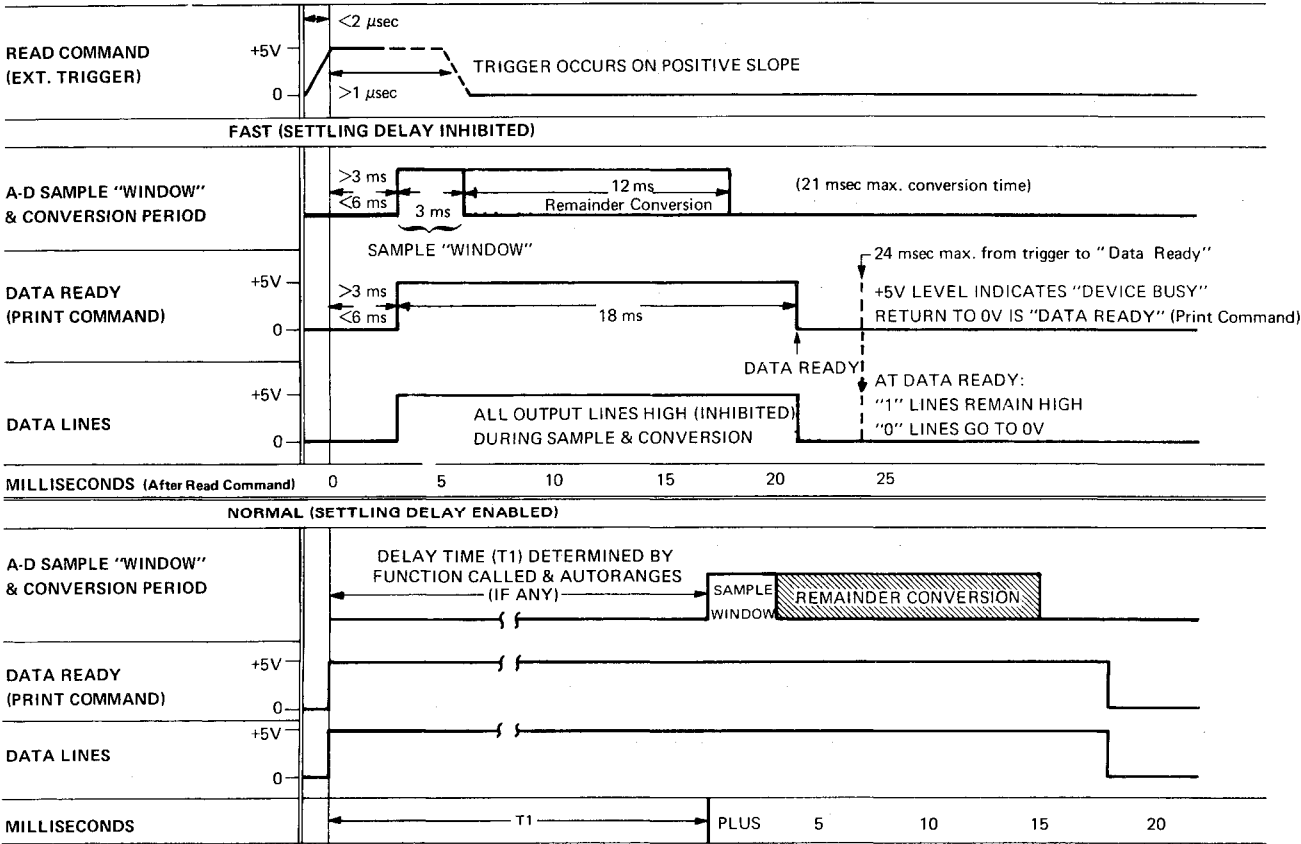 <2 μsec
READ COMMAND
(EXT. TRIGGER)
+5V
TRIGGER OCCURS ON POSITIVE SLOPE
0
>1 μsec
FAST (SETTLING DELAY INHIBITED)
A-D SAMPLE "WINDOW"
& CONVERSION PERIOD
>3 ms
<6 ms
3 ms
12 ms
Remainder Conversion
(21 msec max. conversion time)
SAMPLE "WINDOW"
24 msec max. from trigger to "Data Ready"
DATA READY
(PRINT COMMAND)
+5V
0
>3 ms
<6 ms
18 ms
+5V LEVEL INDICATES "DEVICE BUSY"
RETURN TO 0V IS "DATA READY" (Print Command)
DATA READY
DATA LINES
+5V
0
ALL OUTPUT LINES HIGH (INHIBITED)
DURING SAMPLE & CONVERSION
AT DATA READY:
"1" LINES REMAIN HIGH
"0" LINES GO TO 0V
MILLISECONDS (After Read Command) 0 5 10 15 20 25
NORMAL (SETTLING DELAY ENABLED)
A-D SAMPLE "WINDOW"
& CONVERSION PERIOD
DELAY TIME (T1) DETERMINED BY
FUNCTION CALLED & AUTORANGES
(IF ANY)
SAMPLE
WINDOW
REMAINDER CONVERSION
DATA READY
(PRINT COMMAND)
+5V
0
DATA LINES
+5V
0
MILLISECONDS T1 PLUS 5 10 15 20